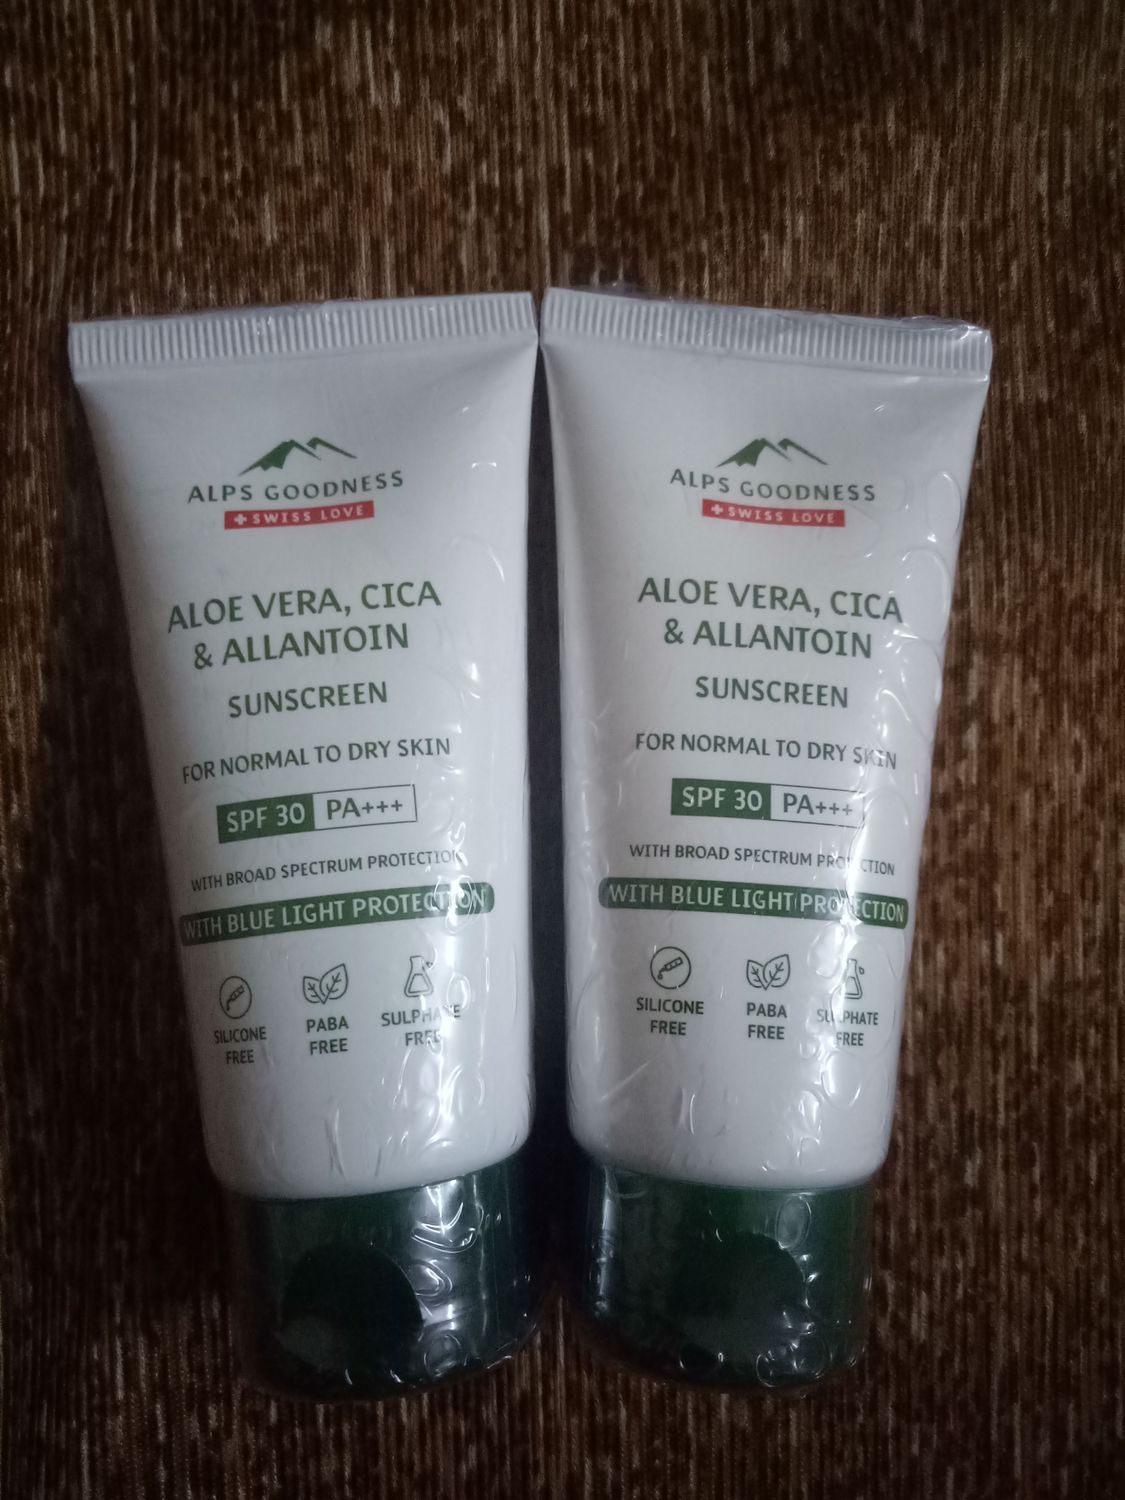 ALPS GOODNESS
SWISS LOVE
ALOE VERA, CICA
& ALLANTOIN
SUNSCREEN
FOR NORMAL TO DRY SKIN
SPF 30 PA+++
WITH BROAD SPECTRUM PROTECTION
WITH BLUE LIGHT PROTECTION
SILICONE
FREE
PABA
FREE
SULPHATE
FREE
ALPS GOODNESS
SWISS LOVE
ALOE VERA, CICA
& ALLANTOIN
SUNSCREEN
FOR NORMAL TO DRY SKIN
SPF 30 PA+++
WITH BROAD SPECTRUM PROTECTION
WITH BLUE LIGHT PROTECTION
SILICONE
FREE
PABA
FREE
SULPHATE
FREE